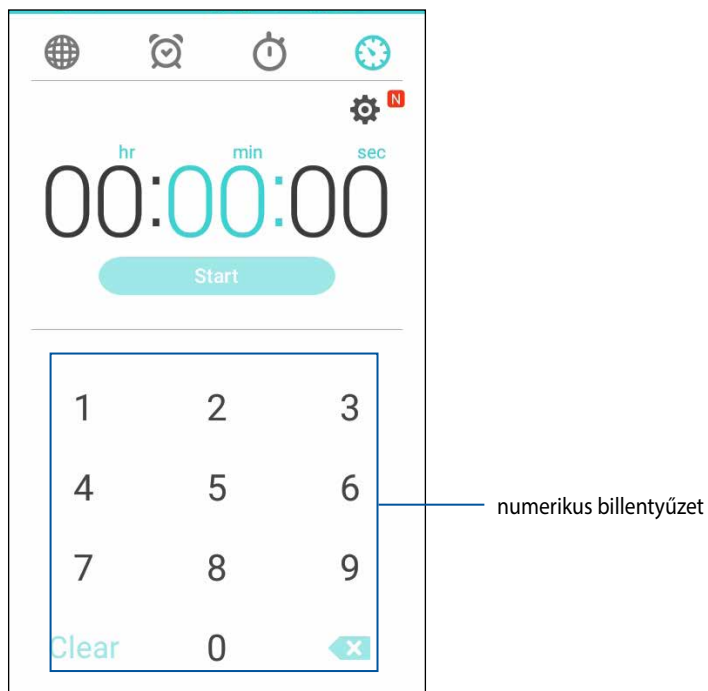 N
hr min sec
00:00:00
Start
1 2 3
4 5 6
numerikus billentyűzet
7 8 9
Clear 0